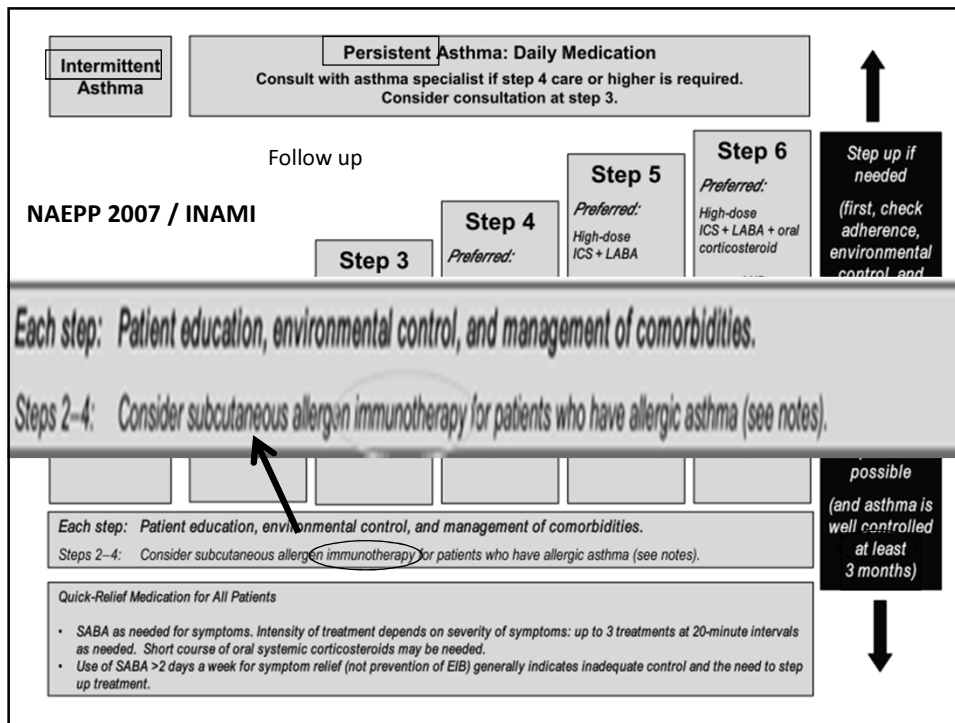 Intermittent
Asthma
Persistent Asthma: Daily Medication
Consult with asthma specialist if step 4 care or higher is required.
Consider consultation at step 3.
Follow up
NAEPP 2007 / INAMI
Step 3
Step 4
Preferred:
Step 5
Preferred:
High-dose
ICS + LABA
Step 6
Preferred:
High-dose
ICS + LABA + oral
corticosteroid
Step up if
needed
(first, check
adherence,
environmental
control, and
Each step: Patient education, environmental control, and management of comorbidities.
Steps 2–4: Consider subcutaneous allergen immunotherapy for patients who have allergic asthma (see notes).
possible
(and asthma is
well controlled
at least
3 months)
Each step: Patient education, environmental control, and management of comorbidities.
Steps 2–4: Consider subcutaneous allergen immunotherapy for patients who have allergic asthma (see notes).
Quick-Relief Medication for All Patients
• SABA as needed for symptoms. Intensity of treatment depends on severity of symptoms: up to 3 treatments at 20-minute intervals
as needed. Short course of oral systemic corticosteroids may be needed.
• Use of SABA >2 days a week for symptom relief (not prevention of EIB) generally indicates inadequate control and the need to step
up treatment.